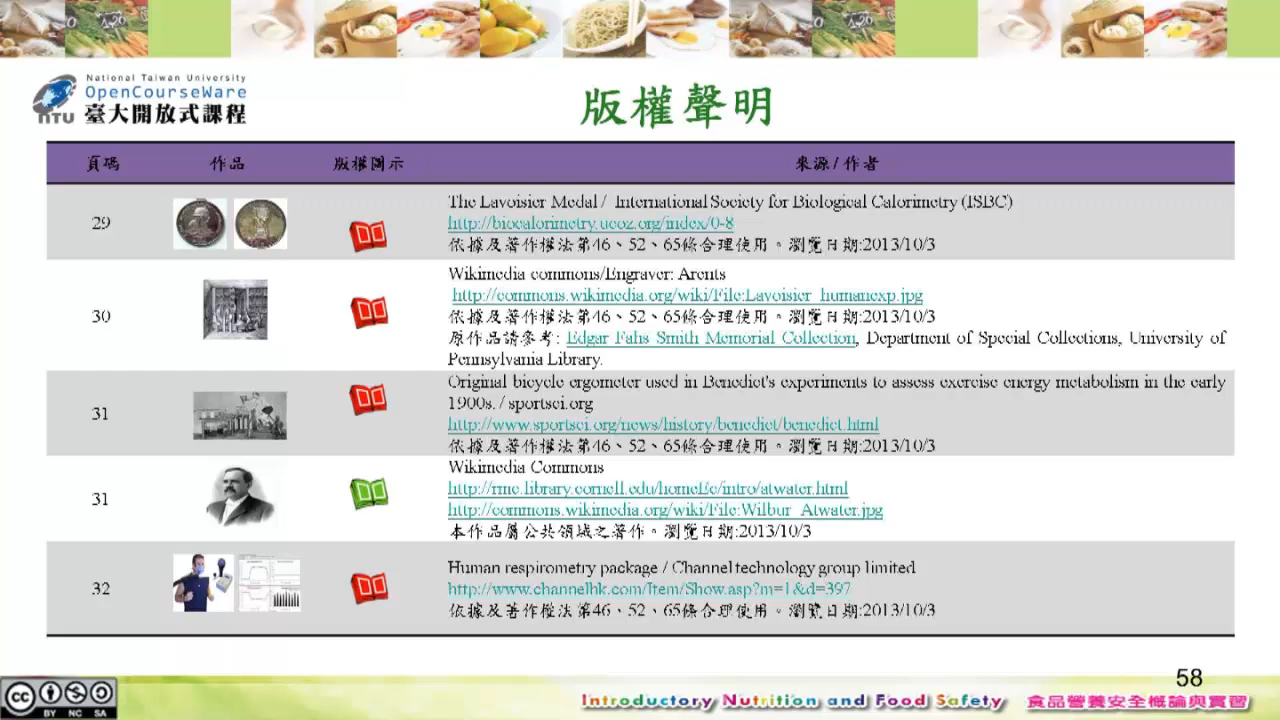 National Taiwan University
OpenCourseWare
NTU 臺大開放式課程
版權聲明
頁碼 作品 版權圖示 來源/作者
29
The Lavoisier Medal / International Society for Biological Calorimetry (ISBC)
http://biocalorimetry.ucoz.org/index/0-8
依據及著作權法第46、52、65條合理使用。瀏覽日期:2013/10/3
30
Wikimedia commons/Engraver: Arents
http://commons.wikimedia.org/wiki/File:Lavoisier_humanexp.jpg
依據及著作權法第46、52、65條合理使用。瀏覽日期:2013/10/3
原作品請參考: Edgar Fahs Smith Memorial Collection, Department of Special Collections, University of
Pennsylvania Library.
31
Original bicycle ergometer used in Benedict's experiments to assess exercise energy metabolism in the early
1900s. / sportsci.org
http://www.sportsci.org/news/history/benedict/benedict.html
依據及著作權法第46、52、65條合理使用。瀏覽日期:2013/10/3
31
Wikimedia Commons
http://rmc.library.cornell.edu/homeEc/intro/atwater.html
http://commons.wikimedia.org/wiki/File:Wilbur_Atwater.jpg
本作品屬公共領域之著作。瀏覽日期:2013/10/3
32
Human respirometry package / Channel technology group limited
http://www.channelhk.com/Item/Show.asp?m=1&d=397
依據及著作權法第46、52、65條合理使用。瀏覽日期:2013/10/3
58
cc BY NC SA
Introductory Nutrition and Food Safety 食品營養安全概論與實習